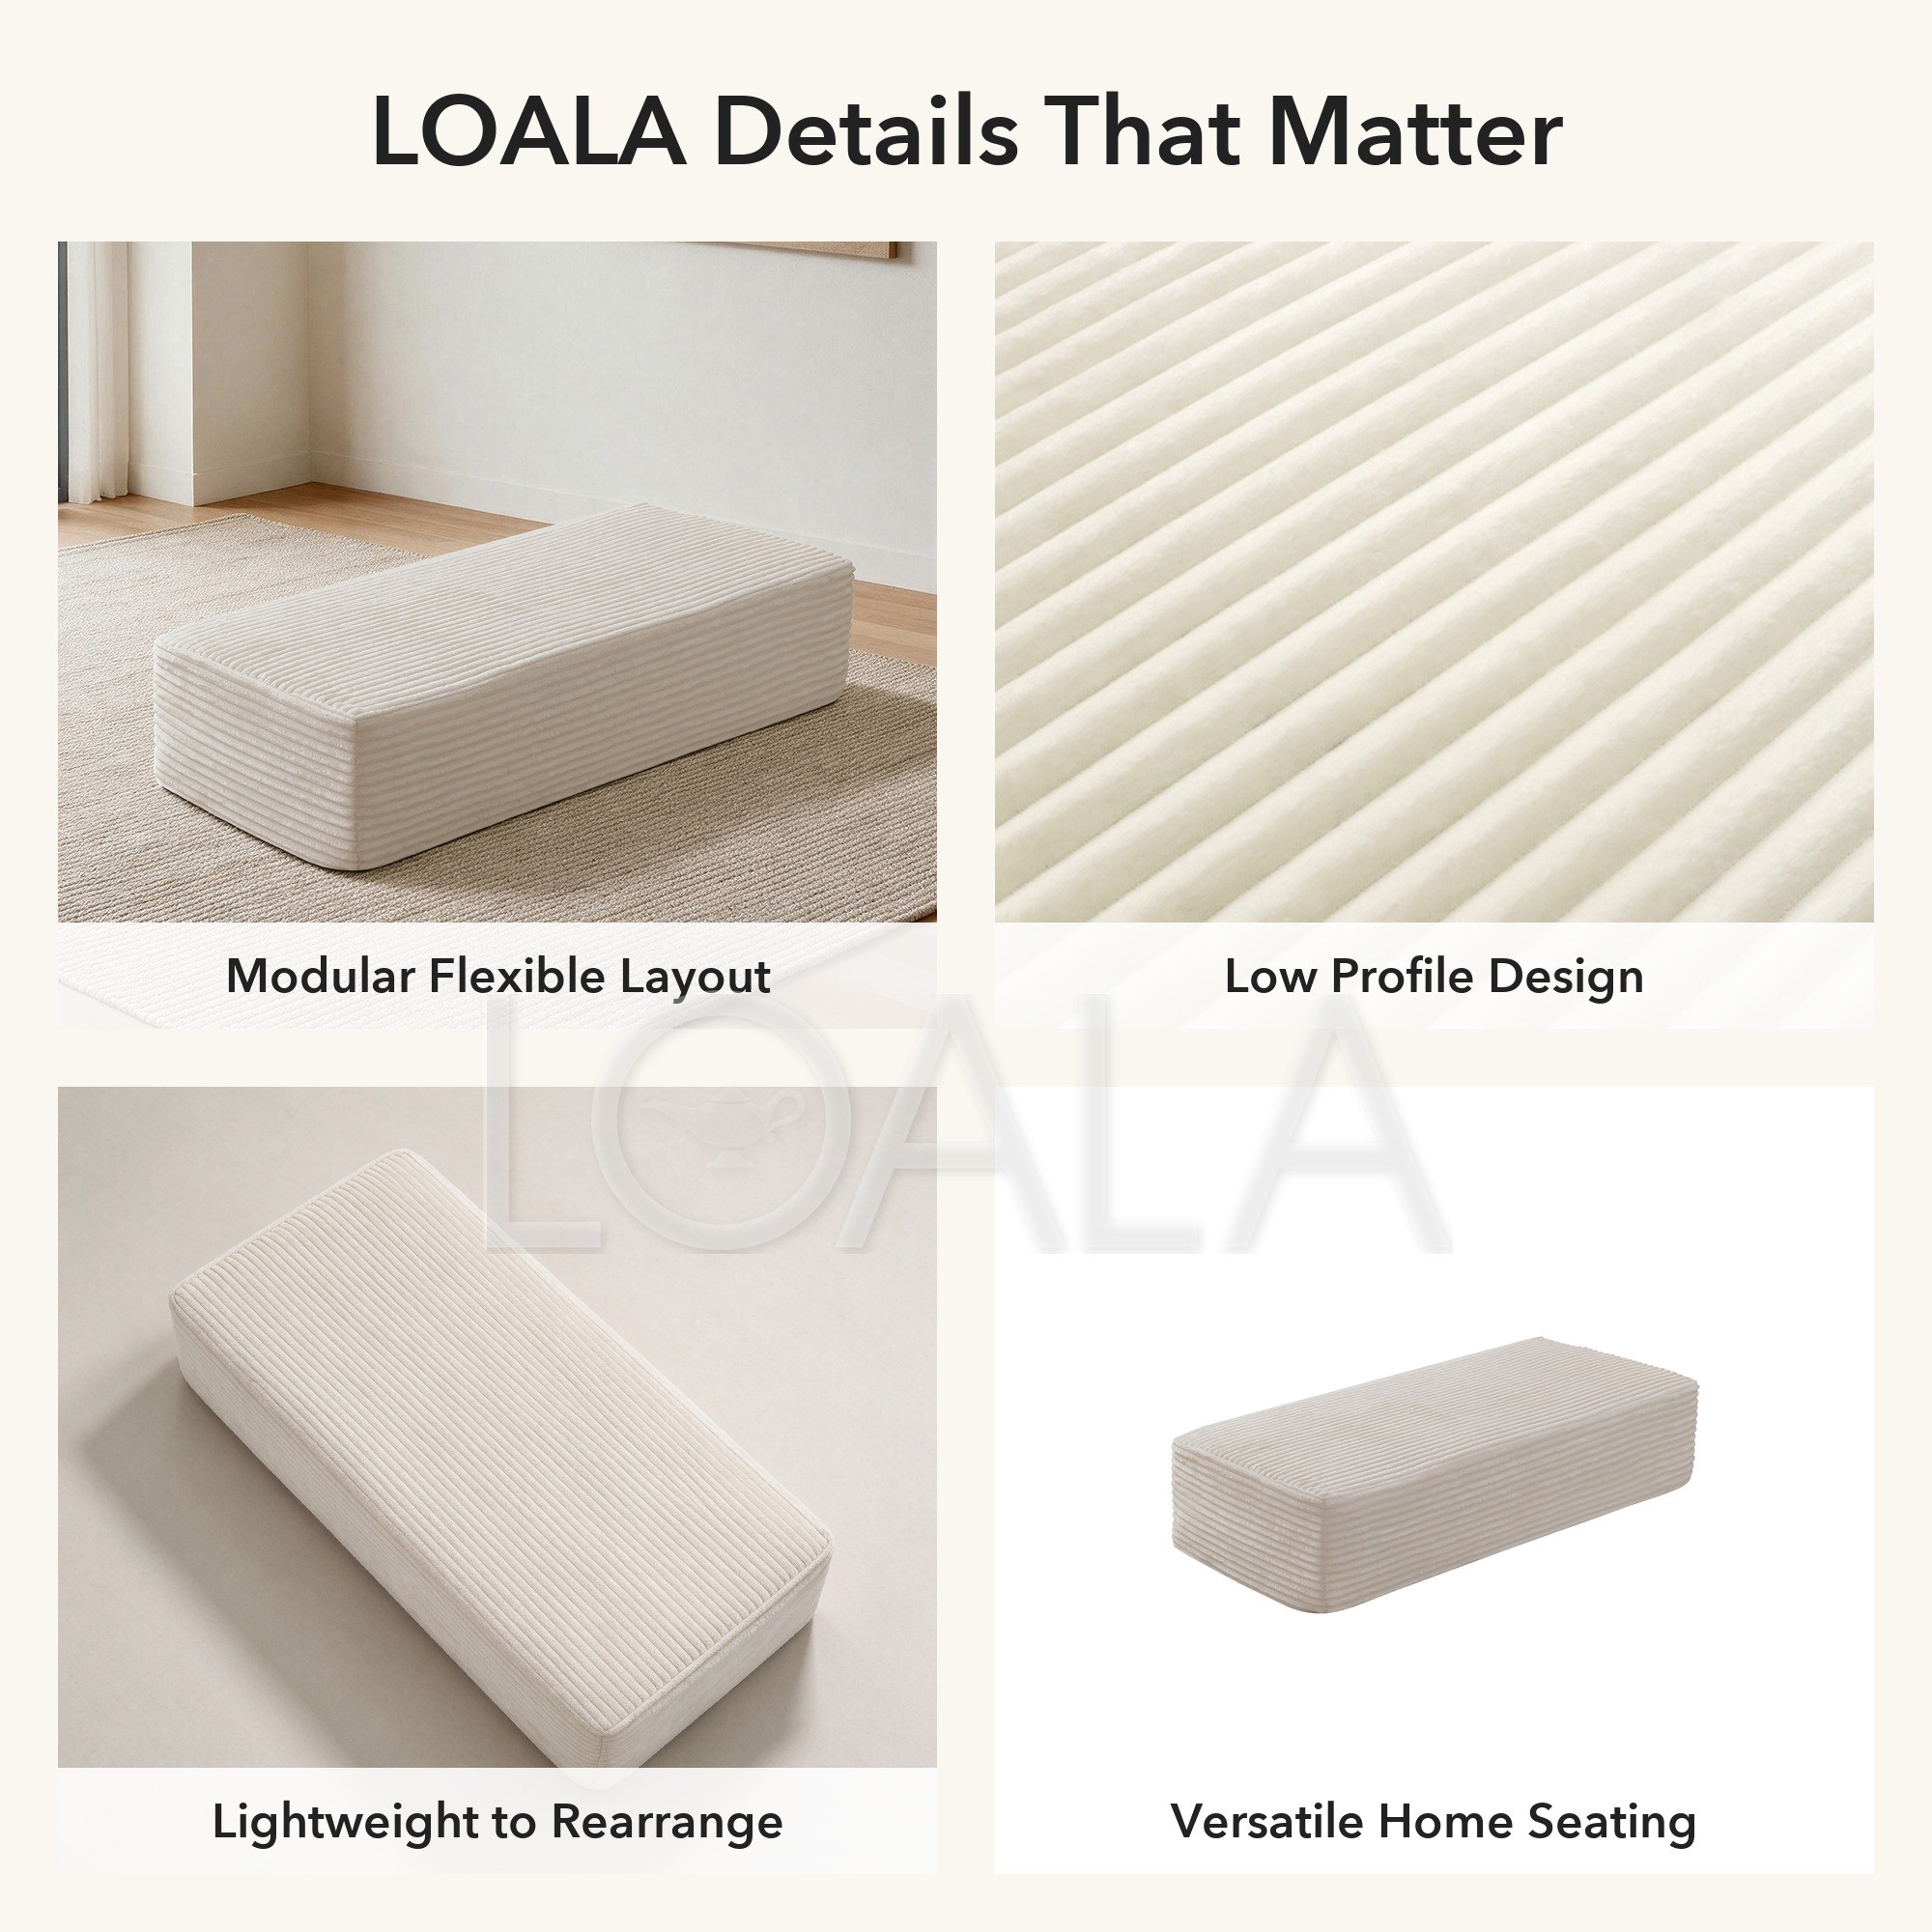 LOALA Details That Matter
Modular Flexible Layout
Low Profile Design
LOALA
Lightweight to Rearrange
Versatile Home Seating